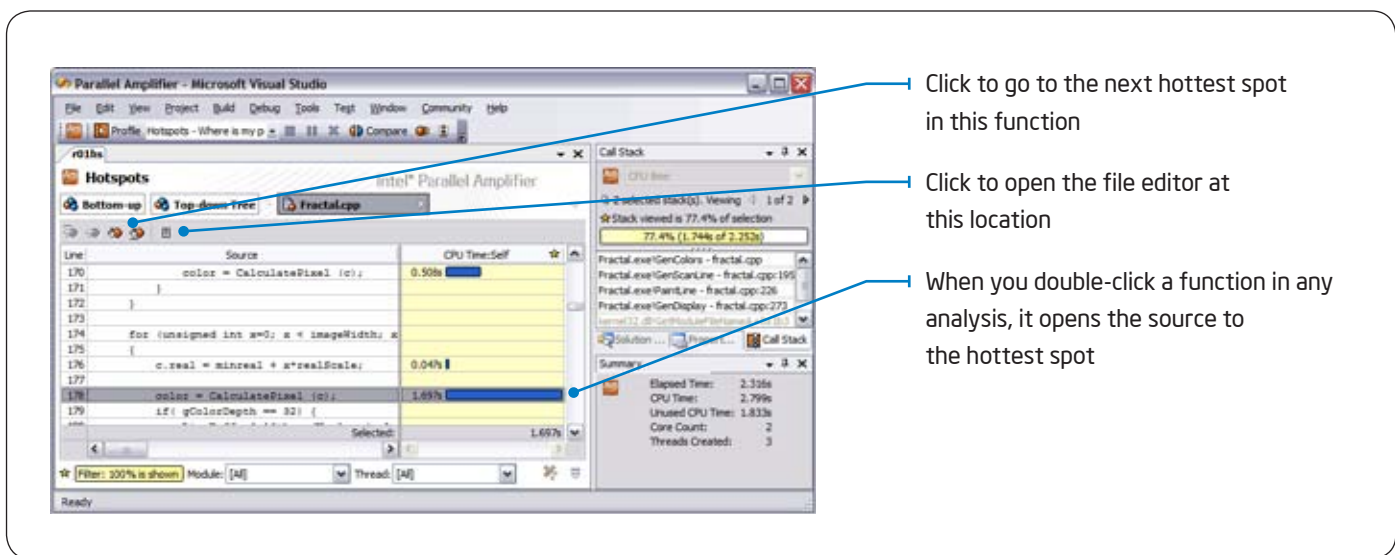 Parallel Amplifier - Microsoft Visual Studio
File Edit View Project Build Debug Tools Test Window Community Help
Profile Hotspots - Where is my p Compare
r01hs
Hotspots
intel® Parallel Amplifier
Bottom-up Top-down Tree Fractal.cpp
Line Source CPU Time:Self
170 color = CalculatePixel (c); 0.508s
171 }
172 }
173
174 for (unsigned int x=0; x < imageWidth; x
175 {
176 c.real = minreal + x*realScale; 0.047s
177
178 color = CalculatePixel (c); 1.697s
179 if( gColorDepth == 32) {
Selected: 1.697s
Filter: 100% is shown Module: [All] Thread: [All]
Ready
Call Stack
CPU time
2 selected stack(s). Viewing 1 of 2
Stack viewed is 77.4% of selection
77.4% (1.744s of 2.252s)
Fractal.exe!GenColors - fractal.cpp
Fractal.exe!GenScanLine - fractal.cpp:195
Fractal.exe!PaintLine - fractal.cpp:226
Fractal.exe!GenDisplay - fractal.cpp:273
Solution ... Propert... Call Stack
Summary
Elapsed Time: 2.316s
CPU Time: 2.799s
Unused CPU Time: 1.833s
Core Count: 2
Threads Created: 3
Click to go to the next hottest spot
in this function
Click to open the file editor at
this location
When you double-click a function in any
analysis, it opens the source to
the hottest spot